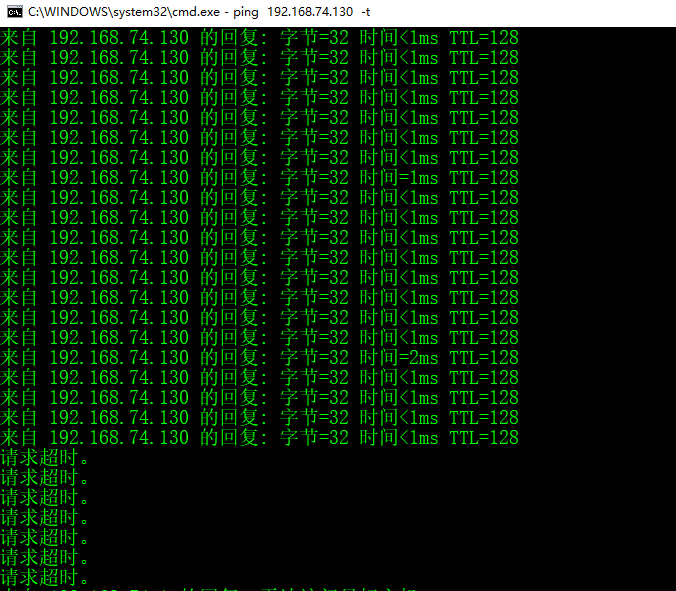 C:\WINDOWS\system32\cmd.exe - ping  192.168.74.130  -t
来自 192.168.74.130 的回复: 字节=32 时间<1ms TTL=128
来自 192.168.74.130 的回复: 字节=32 时间<1ms TTL=128
来自 192.168.74.130 的回复: 字节=32 时间<1ms TTL=128
来自 192.168.74.130 的回复: 字节=32 时间<1ms TTL=128
来自 192.168.74.130 的回复: 字节=32 时间<1ms TTL=128
来自 192.168.74.130 的回复: 字节=32 时间<1ms TTL=128
来自 192.168.74.130 的回复: 字节=32 时间<1ms TTL=128
来自 192.168.74.130 的回复: 字节=32 时间=1ms TTL=128
来自 192.168.74.130 的回复: 字节=32 时间<1ms TTL=128
来自 192.168.74.130 的回复: 字节=32 时间<1ms TTL=128
来自 192.168.74.130 的回复: 字节=32 时间<1ms TTL=128
来自 192.168.74.130 的回复: 字节=32 时间<1ms TTL=128
来自 192.168.74.130 的回复: 字节=32 时间<1ms TTL=128
来自 192.168.74.130 的回复: 字节=32 时间<1ms TTL=128
来自 192.168.74.130 的回复: 字节=32 时间<1ms TTL=128
来自 192.168.74.130 的回复: 字节=32 时间<1ms TTL=128
来自 192.168.74.130 的回复: 字节=32 时间=2ms TTL=128
来自 192.168.74.130 的回复: 字节=32 时间<1ms TTL=128
来自 192.168.74.130 的回复: 字节=32 时间<1ms TTL=128
来自 192.168.74.130 的回复: 字节=32 时间<1ms TTL=128
来自 192.168.74.130 的回复: 字节=32 时间<1ms TTL=128
请求超时。
请求超时。
请求超时。
请求超时。
请求超时。
请求超时。
请求超时。